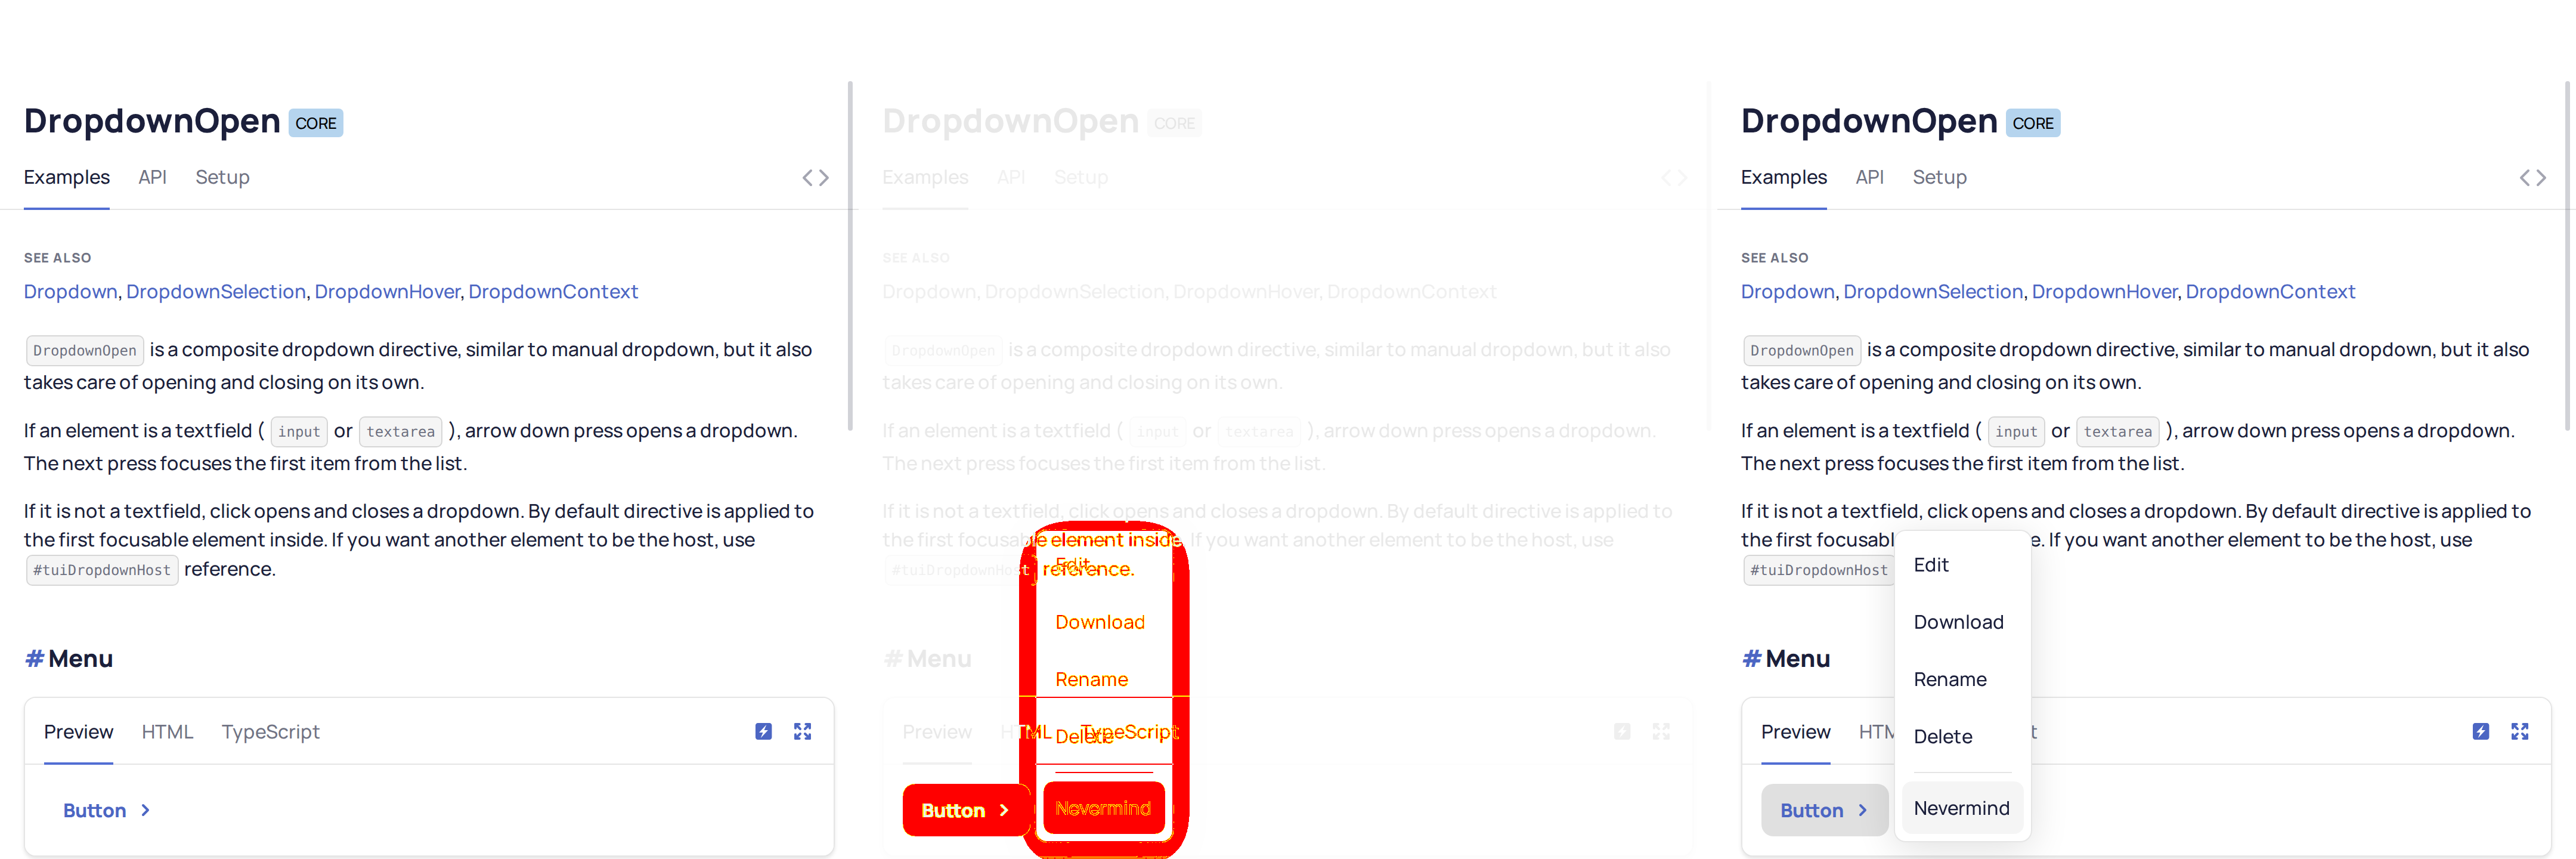 DropdownOpen CORE
Examples API Setup
SEE ALSO
Dropdown, DropdownSelection, DropdownHover, DropdownContext
DropdownOpen is a composite dropdown directive, similar to manual dropdown, but it also
takes care of opening and closing on its own.
If an element is a textfield ( input or textarea ), arrow down press opens a dropdown.
The next press focuses the first item from the list.
If it is not a textfield, click opens and closes a dropdown. By default directive is applied to
the first focusable element inside. If you want another element to be the host, use
#tuiDropdownHost reference.
# Menu
Preview HTML TypeScript
Button
DropdownOpen CORE
Examples API Setup
SEE ALSO
Dropdown, DropdownSelection, DropdownHover, DropdownContext
DropdownOpen is a composite dropdown directive, similar to manual dropdown, but it also
takes care of opening and closing on its own.
If an element is a textfield ( input or textarea ), arrow down press opens a dropdown.
The next press focuses the first item from the list.
If it is not a textfield, click opens and closes a dropdown. By default directive is applied to
the first focusable element inside. If you want another element to be the host, use
#tuiDropdownHost reference.
Edit
Download
# Menu
Rename
Preview HTML TypeScript
Delete
Button
Nevermind
DropdownOpen CORE
Examples API Setup
SEE ALSO
Dropdown, DropdownSelection, DropdownHover, DropdownContext
DropdownOpen is a composite dropdown directive, similar to manual dropdown, but it also
takes care of opening and closing on its own.
If an element is a textfield ( input or textarea ), arrow down press opens a dropdown.
The next press focuses the first item from the list.
If it is not a textfield, click opens and closes a dropdown. By default directive is applied to
the first focusabl e. If you want another element to be the host, use
#tuiDropdownHost
Edit
Download
# Menu
Rename
Preview HTM t
Delete
Button
Nevermind